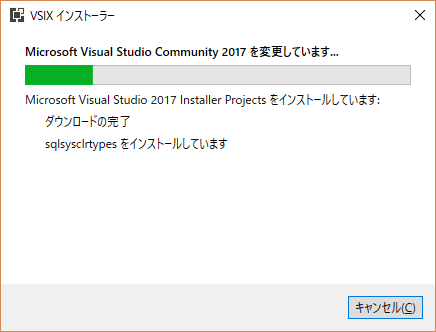 VSIX インストーラー
Microsoft Visual Studio Community 2017 を変更しています...
Microsoft Visual Studio 2017 Installer Projects をインストールしています:
ダウンロードの完了
sqlsysclrtypes をインストールしています
キャンセル(C)